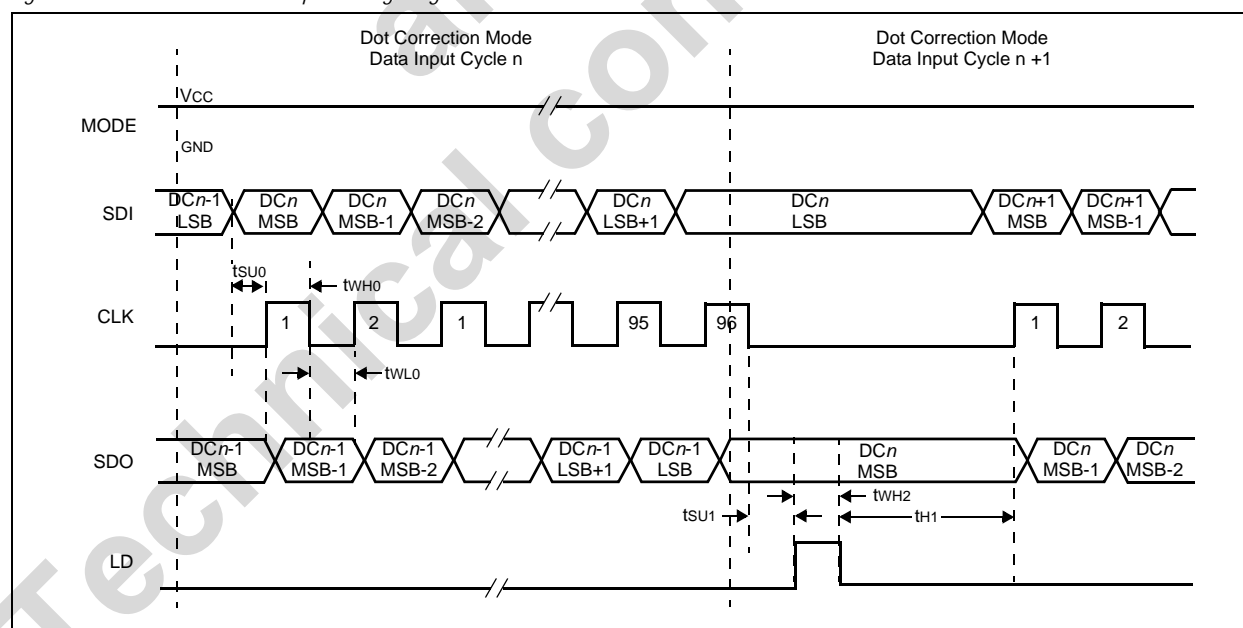 Dot Correction Mode
Data Input Cycle n
Dot Correction Mode
Data Input Cycle n +1
VCC
MODE
GND
SDI
DCn-1
LSB
DCn
MSB
DCn
MSB-1
DCn
MSB-2
DCn
LSB+1
DCn
LSB
DCn+1
MSB
DCn+1
MSB-1
tSU0
tWH0
CLK
1
2
1
95
96
1
2
tWL0
SDO
DCn-1
MSB
DCn-1
MSB-1
DCn-1
MSB-2
DCn-1
LSB+1
DCn-1
LSB
DCn
MSB
DCn
MSB-1
DCn
MSB-2
tWH2
tSU1
tH1
LD
Technical con